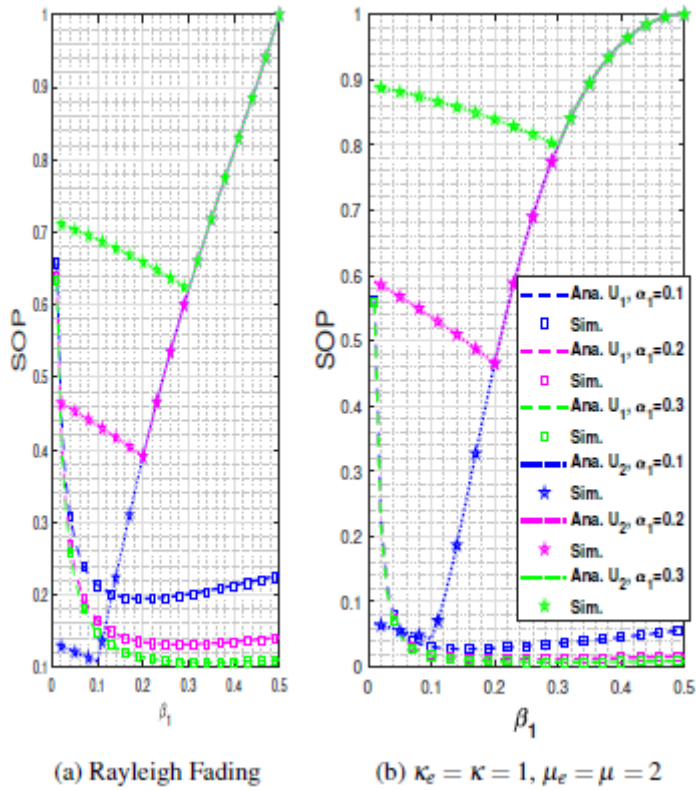 1
0.9
0.8
0.7
0.6
0.5
0.4
0.3
0.2
0.1
SOP
0 0.1 0.2 0.3 0.4 0.5
β₁
(a) Rayleigh Fading
1
0.9
0.8
0.7
0.6
0.5
0.4
0.3
0.2
0.1
0
SOP
0 0.1 0.2 0.3 0.4 0.5
β₁
Ana. U₁, α₁=0.1
Sim.
Ana. U₁, α₁=0.2
Sim.
Ana. U₁, α₁=0.3
Sim.
Ana. U₂, α₁=0.1
Sim.
Ana. U₂, α₁=0.2
Sim.
Ana. U₂, α₁=0.3
Sim.
(b) κₑ = κ = 1, μₑ = μ = 2